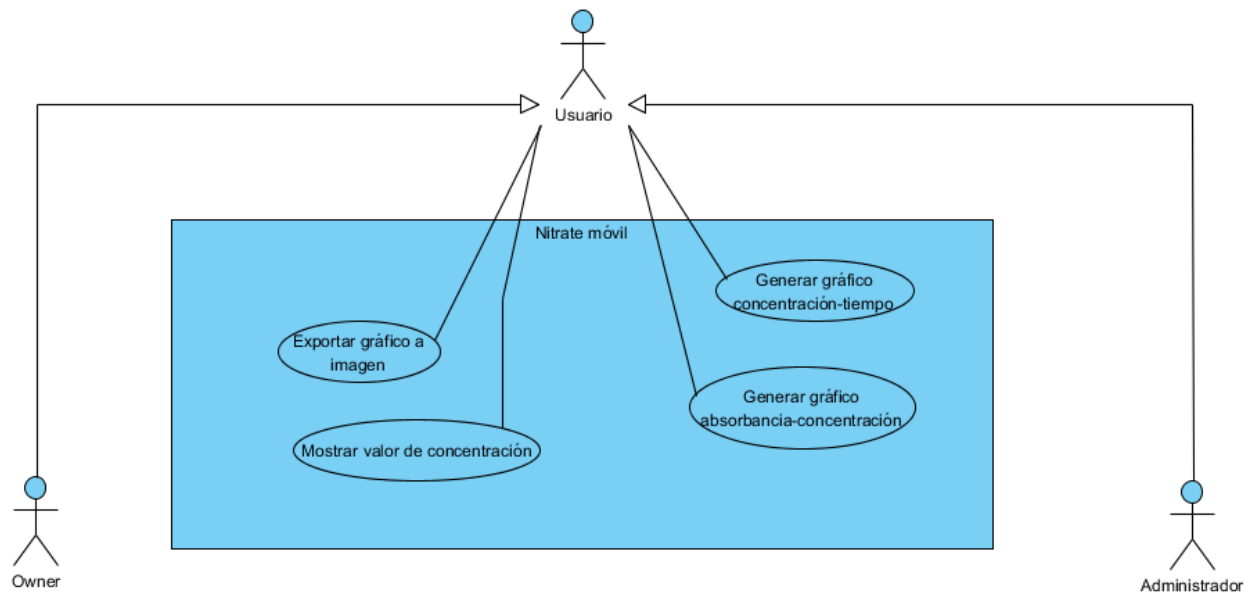 Usuario
Nitrate móvil
Generar gráfico
concentración-tiempo
Exportar gráfico a
imagen
Generar gráfico
absorbancia-concentración
Mostrar valor de concentración
Owner
Administrador